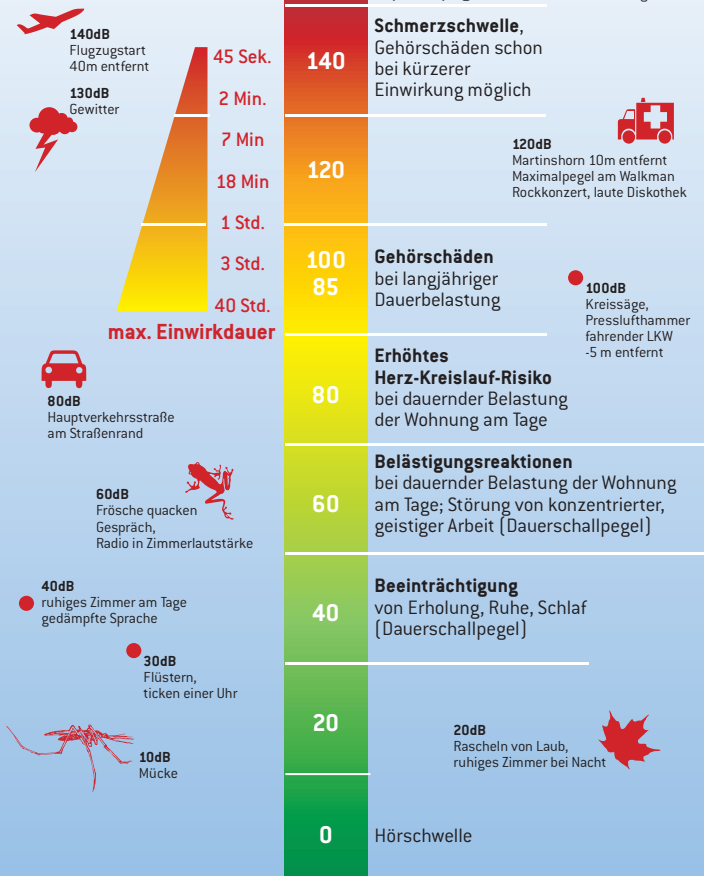 140dB
Flugzugstart
40m entfernt
130dB
Gewitter
45 Sek.
2 Min.
7 Min
18 Min
1 Std.
3 Std.
40 Std.
max. Einwirkdauer
140
Schmerzschwelle,
Gehörschäden schon
bei kürzerer
Einwirkung möglich
120
120dB
Martinshorn 10m entfernt
Maximalpegel am Walkman
Rockkonzert, laute Diskothek
100
85
Gehörschäden
bei langjähriger
Dauerbelastung
100dB
Kreissäge,
Presslufthammer
fahrender LKW
-5 m entfernt
80dB
Hauptverkehrsstraße
am Straßenrand
80
Erhöhtes
Herz-Kreislauf-Risiko
bei dauernder Belastung
der Wohnung am Tage
60dB
Frösche quacken
Gespräch,
Radio in Zimmerlautstärke
60
Belästigungsreaktionen
bei dauernder Belastung der Wohnung
am Tage; Störung von konzentrierter,
geistiger Arbeit (Dauerschallpegel)
40dB
ruhiges Zimmer am Tage
gedämpfte Sprache
40
Beeinträchtigung
von Erholung, Ruhe, Schlaf
(Dauerschallpegel)
30dB
Flüstern,
ticken einer Uhr
10dB
Mücke
20
20dB
Rascheln von Laub,
ruhiges Zimmer bei Nacht
0
Hörschwelle